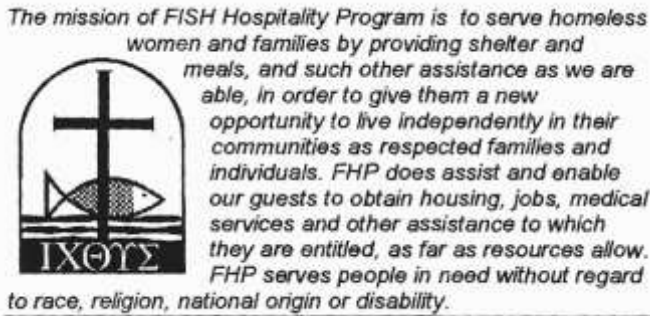 The mission of FISH Hospitality Program is to serve homeless
women and families by providing shelter and
meals, and such other assistance as we are
able, in order to give them a new
opportunity to live independently in their
communities as respected families and
individuals. FHP does assist and enable
our guests to obtain housing, jobs, medical
services and other assistance to which
they are entitled, as far as resources allow.
FHP serves people in need without regard
to race, religion, national origin or disability.
ΙΧΘΥΣ